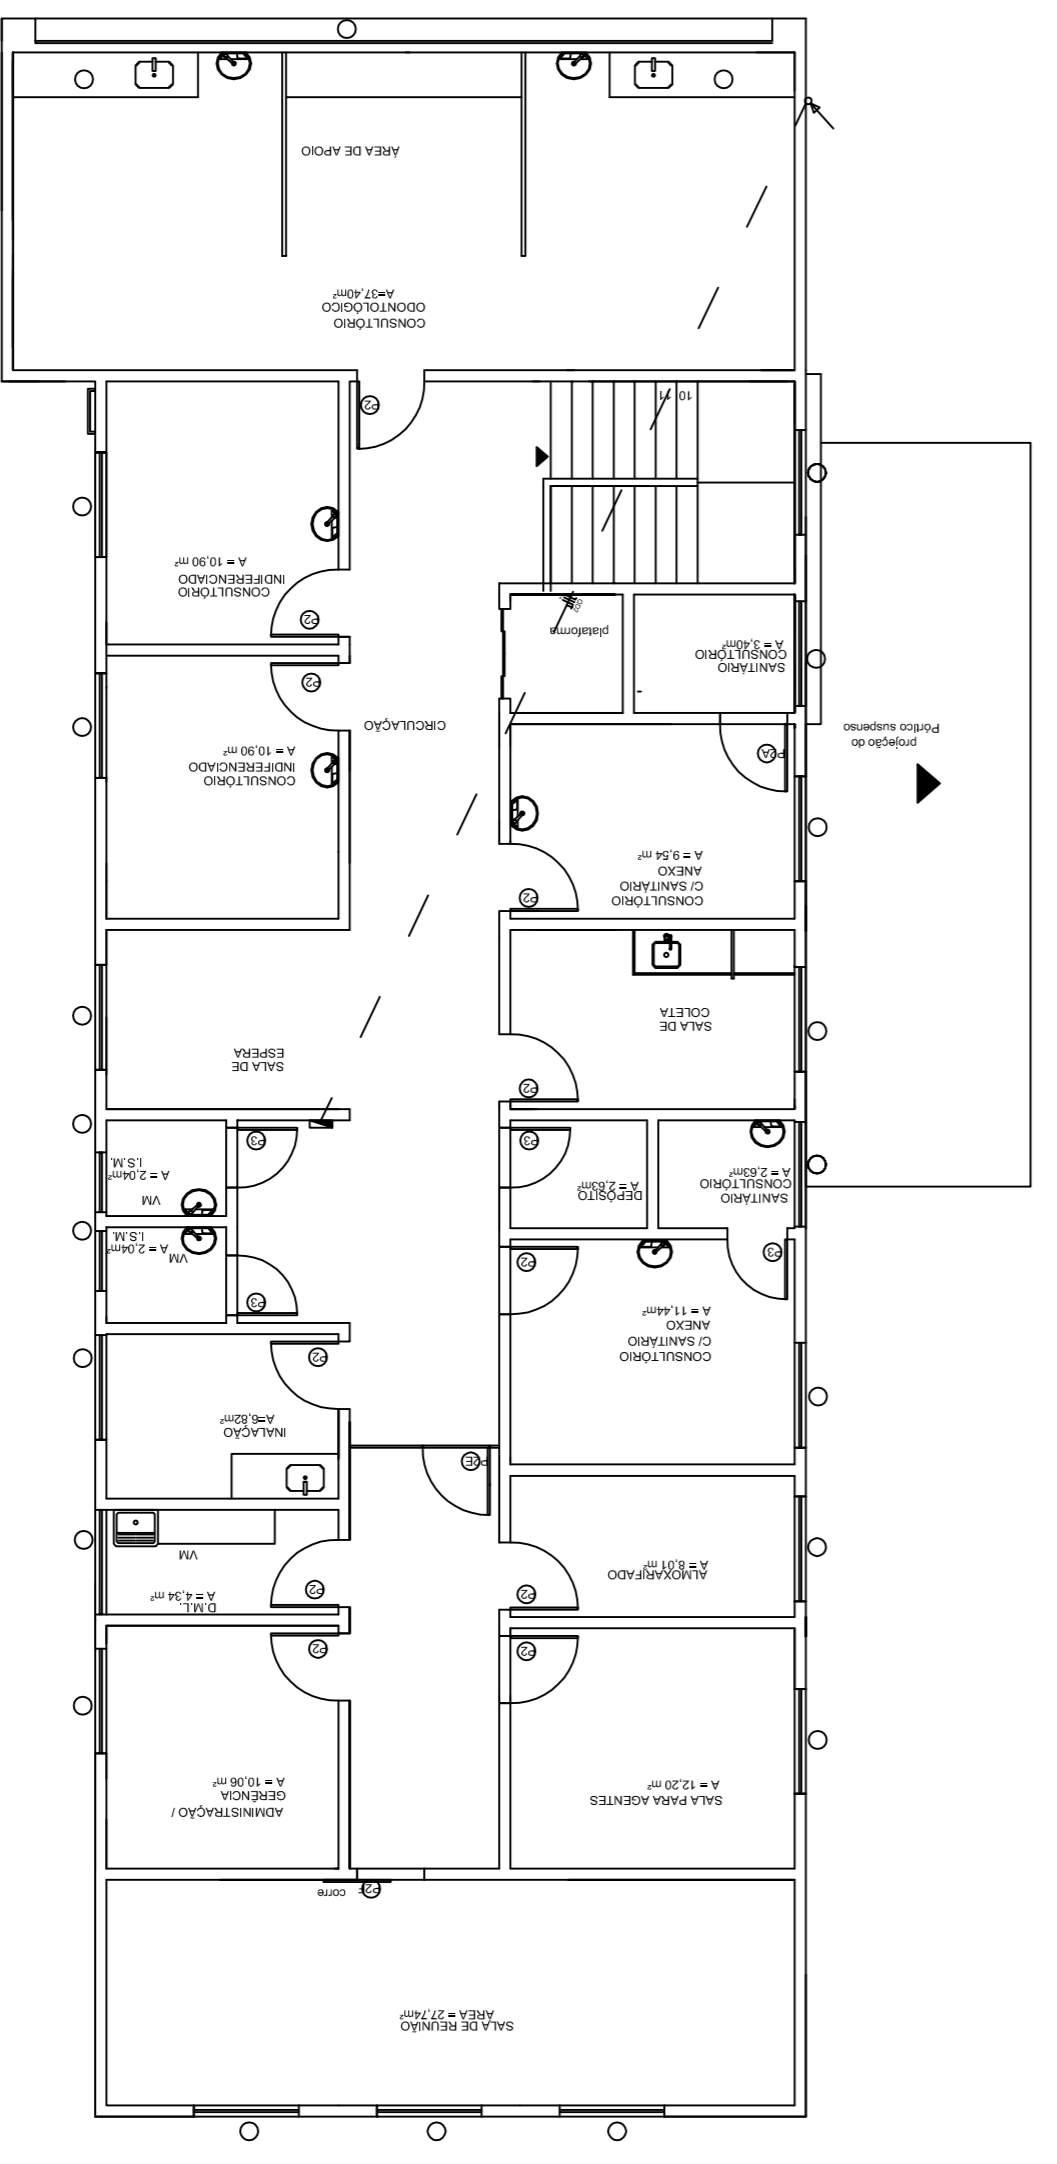 SALA DE REUNIÃO
ÁREA = 27,74m²
P2F
corre
SALA PARA AGENTES
A = 12,20 m²
ADMINISTRAÇÃO /
GERÊNCIA
A = 10,06 m²
P2
P2
ALMOXARIFADO
A = 8,01 m²
P2
P2
D.M.L.
A = 4,34 m²
VM
P2E
INALAÇÃO
A=6,82m²
P2
CONSULTÓRIO
C/ SANITÁRIO
ANEXO
A = 11,44m²
P3
P2
P3
VM
A = 2,04m²
I.S.M.
SANITÁRIO
CONSULTÓRIO
A = 2,63m²
DEPÓSITO
A = 2,63m²
P3
P3
VM
A = 2,04m²
I.S.M.
SALA DE
COLETA
P2
SALA DE
ESPERA
CONSULTÓRIO
C/ SANITÁRIO
ANEXO
A = 9,54 m²
P2
P2A
projeção do
Pórtico suspenso
CIRCULAÇÃO
CONSULTÓRIO
INDIFERENCIADO
A = 10,90 m²
P2
SANITÁRIO
CONSULTÓRIO
A = 3,40m²
plataforma
P2
CONSULTÓRIO
INDIFERENCIADO
A = 10,90 m²
10 11
P2
CONSULTÓRIO
ODONTOLÓGICO
A=37,40m²
ÁREA DE APOIO